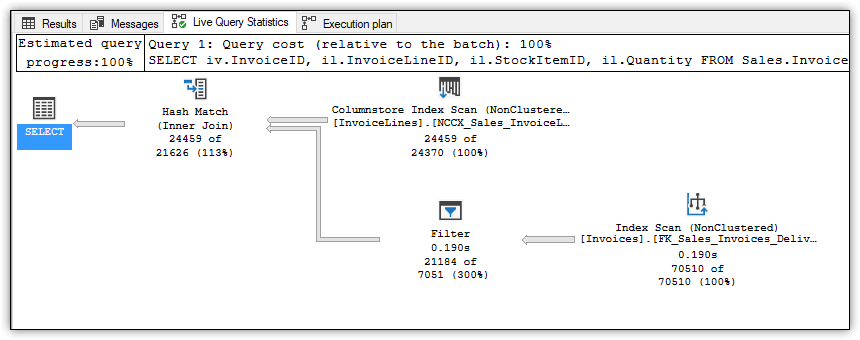 Results Messages Live Query Statistics Execution plan
Estimated query
progress:100%
Query 1: Query cost (relative to the batch): 100%
SELECT iv.InvoiceID, il.InvoiceLineID, il.StockItemID, il.Quantity FROM Sales.Invoice
SELECT
Hash Match
(Inner Join)
24459 of
21626 (113%)
Columnstore Index Scan (NonClustere…
[InvoiceLines].[NCCX_Sales_InvoiceL…
24459 of
24370 (100%)
Filter
0.190s
21184 of
7051 (300%)
Index Scan (NonClustered)
[Invoices].[FK_Sales_Invoices_Deliv…
0.190s
70510 of
70510 (100%)